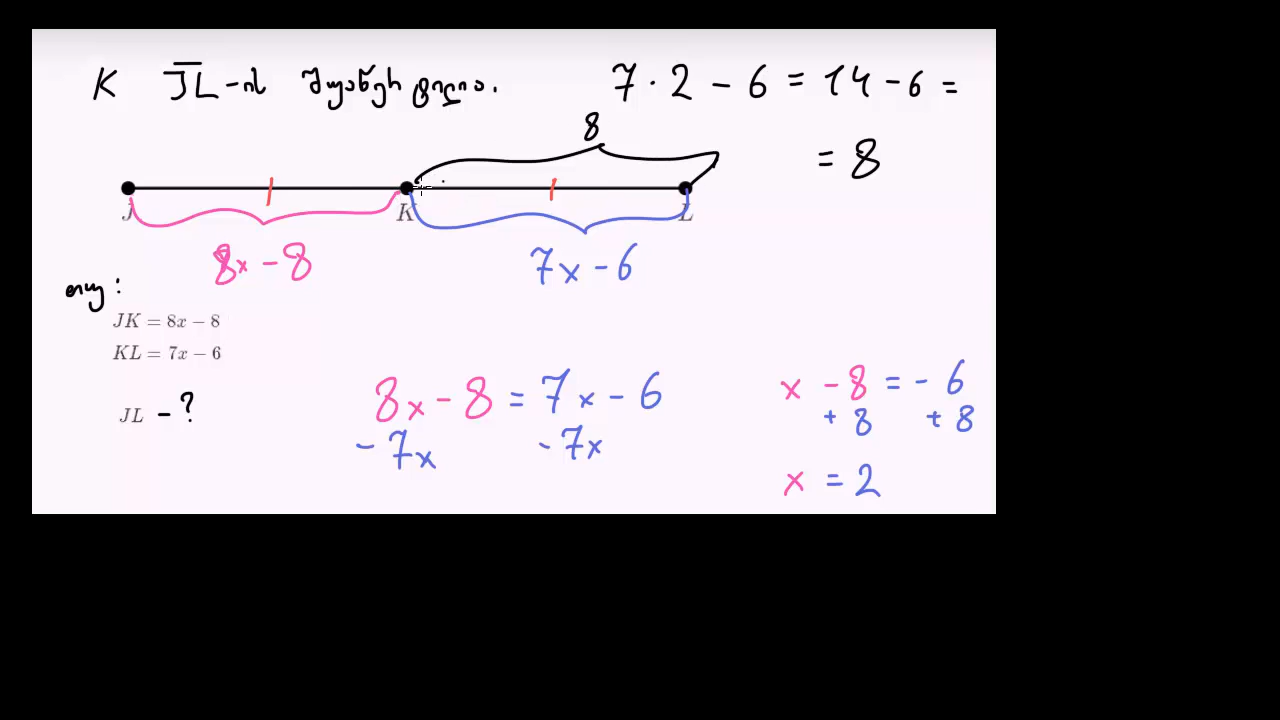 K JL-ის შუაწერტილია.
7 · 2 - 6 = 14 - 6 =
= 8
8
J K L
8x - 8 7x - 6
თუ:
JK = 8x − 8
KL = 7x − 6
JL - ?
8x - 8 = 7x - 6
- 7x - 7x
x - 8 = - 6
+ 8 + 8
x = 2